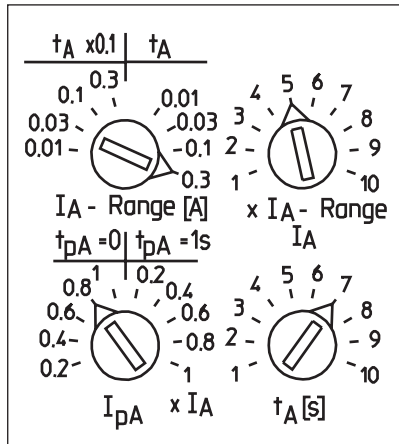 tA x0.1 tA
0.3
0.1 0.01
0.03 0.03
0.01 0.1
0.3
IA - Range [A]
5 6
4 7
3 8
2 9
1 10
x IA - Range
IA
tpA =0 tpA =1s
1 0.2
0.8 0.4
0.6 0.6
0.4 0.8
0.2 1
IpA x IA
5 6
4 7
3 8
2 9
1 10
tA [s]